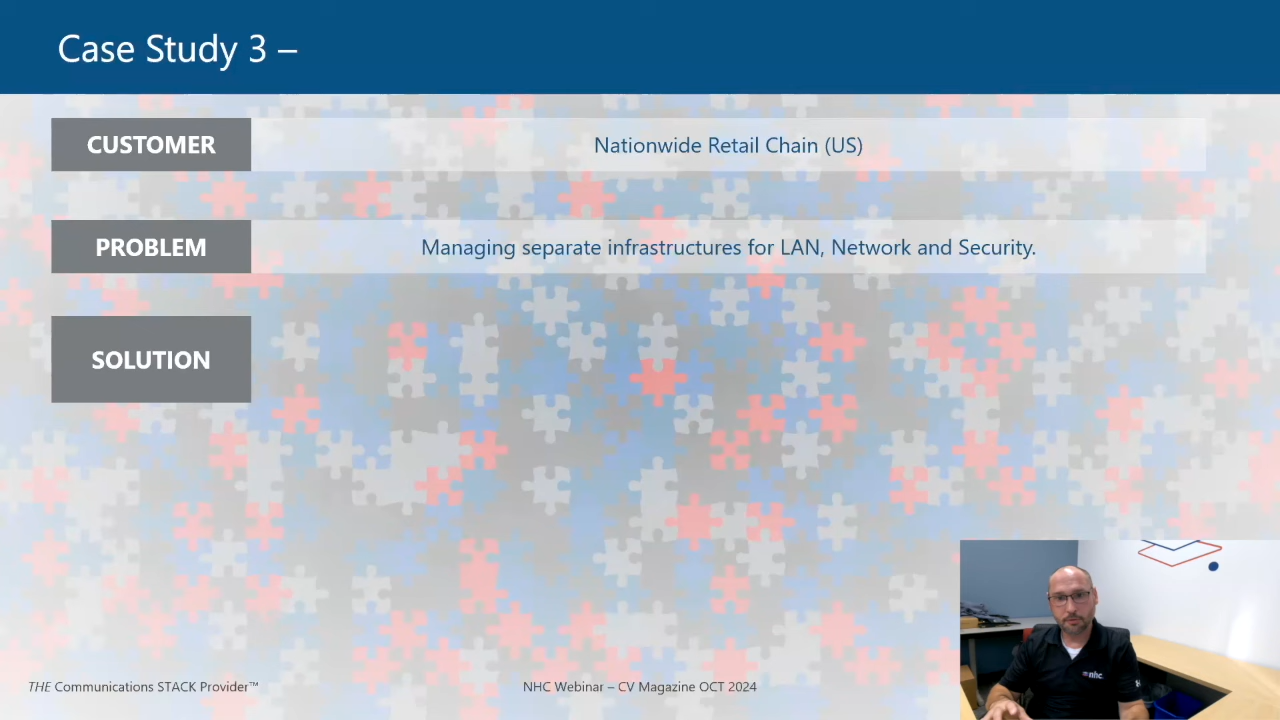 Case Study 3 –
CUSTOMER
Nationwide Retail Chain (US)
PROBLEM
Managing separate infrastructures for LAN, Network and Security.
SOLUTION
nhc
THE Communications STACK Provider™
NHC Webinar – CV Magazine OCT 2024